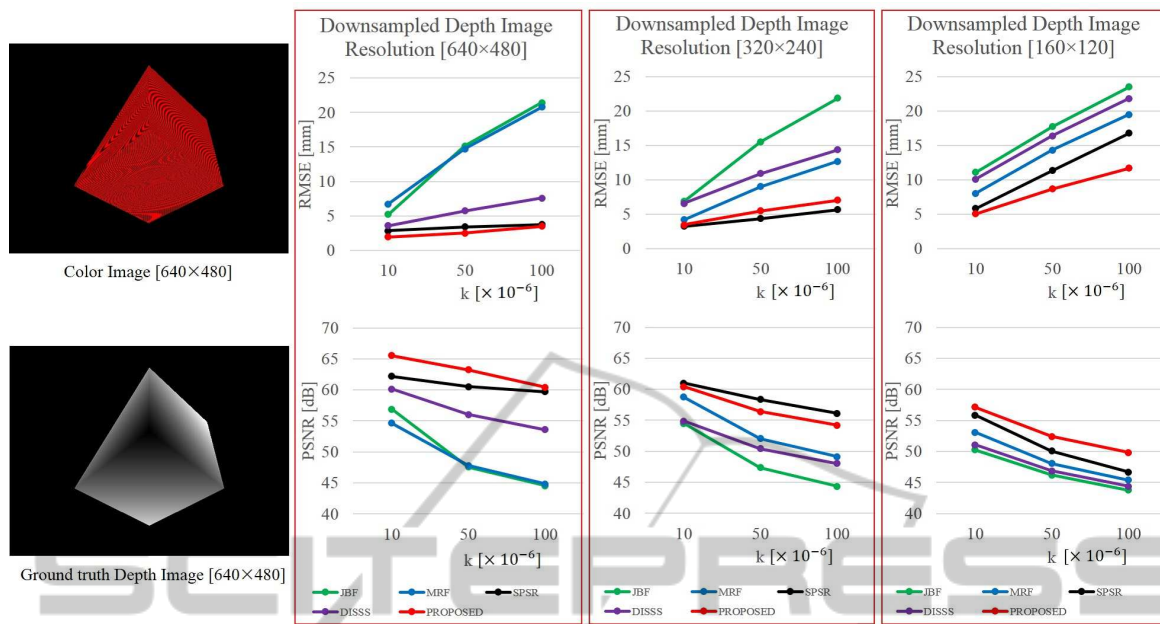 Color Image [640×480]
Ground truth Depth Image [640×480]
Downsampled Depth Image
Resolution [640×480]
RMSE [mm]
25
20
15
10
5
0
10 50 100
k [× 10⁻⁶]
PSNR [dB]
70
65
60
55
50
45
40
10 50 100
k [× 10⁻⁶]
JBF MRF SPSR
DISSS PROPOSED
Downsampled Depth Image
Resolution [320×240]
RMSE [mm]
25
20
15
10
5
0
10 50 100
k [× 10⁻⁶]
PSNR [dB]
70
65
60
55
50
45
40
10 50 100
k [× 10⁻⁶]
JBF MRF SPSR
DISSS PROPOSED
Downsampled Depth Image
Resolution [160×120]
RMSE [mm]
25
20
15
10
5
0
10 50 100
k [× 10⁻⁶]
PSNR [dB]
70
65
60
55
50
45
40
10 50 100
k [× 10⁻⁶]
JBF MRF SPSR
DISSS PROPOSED
SCITEPRESS